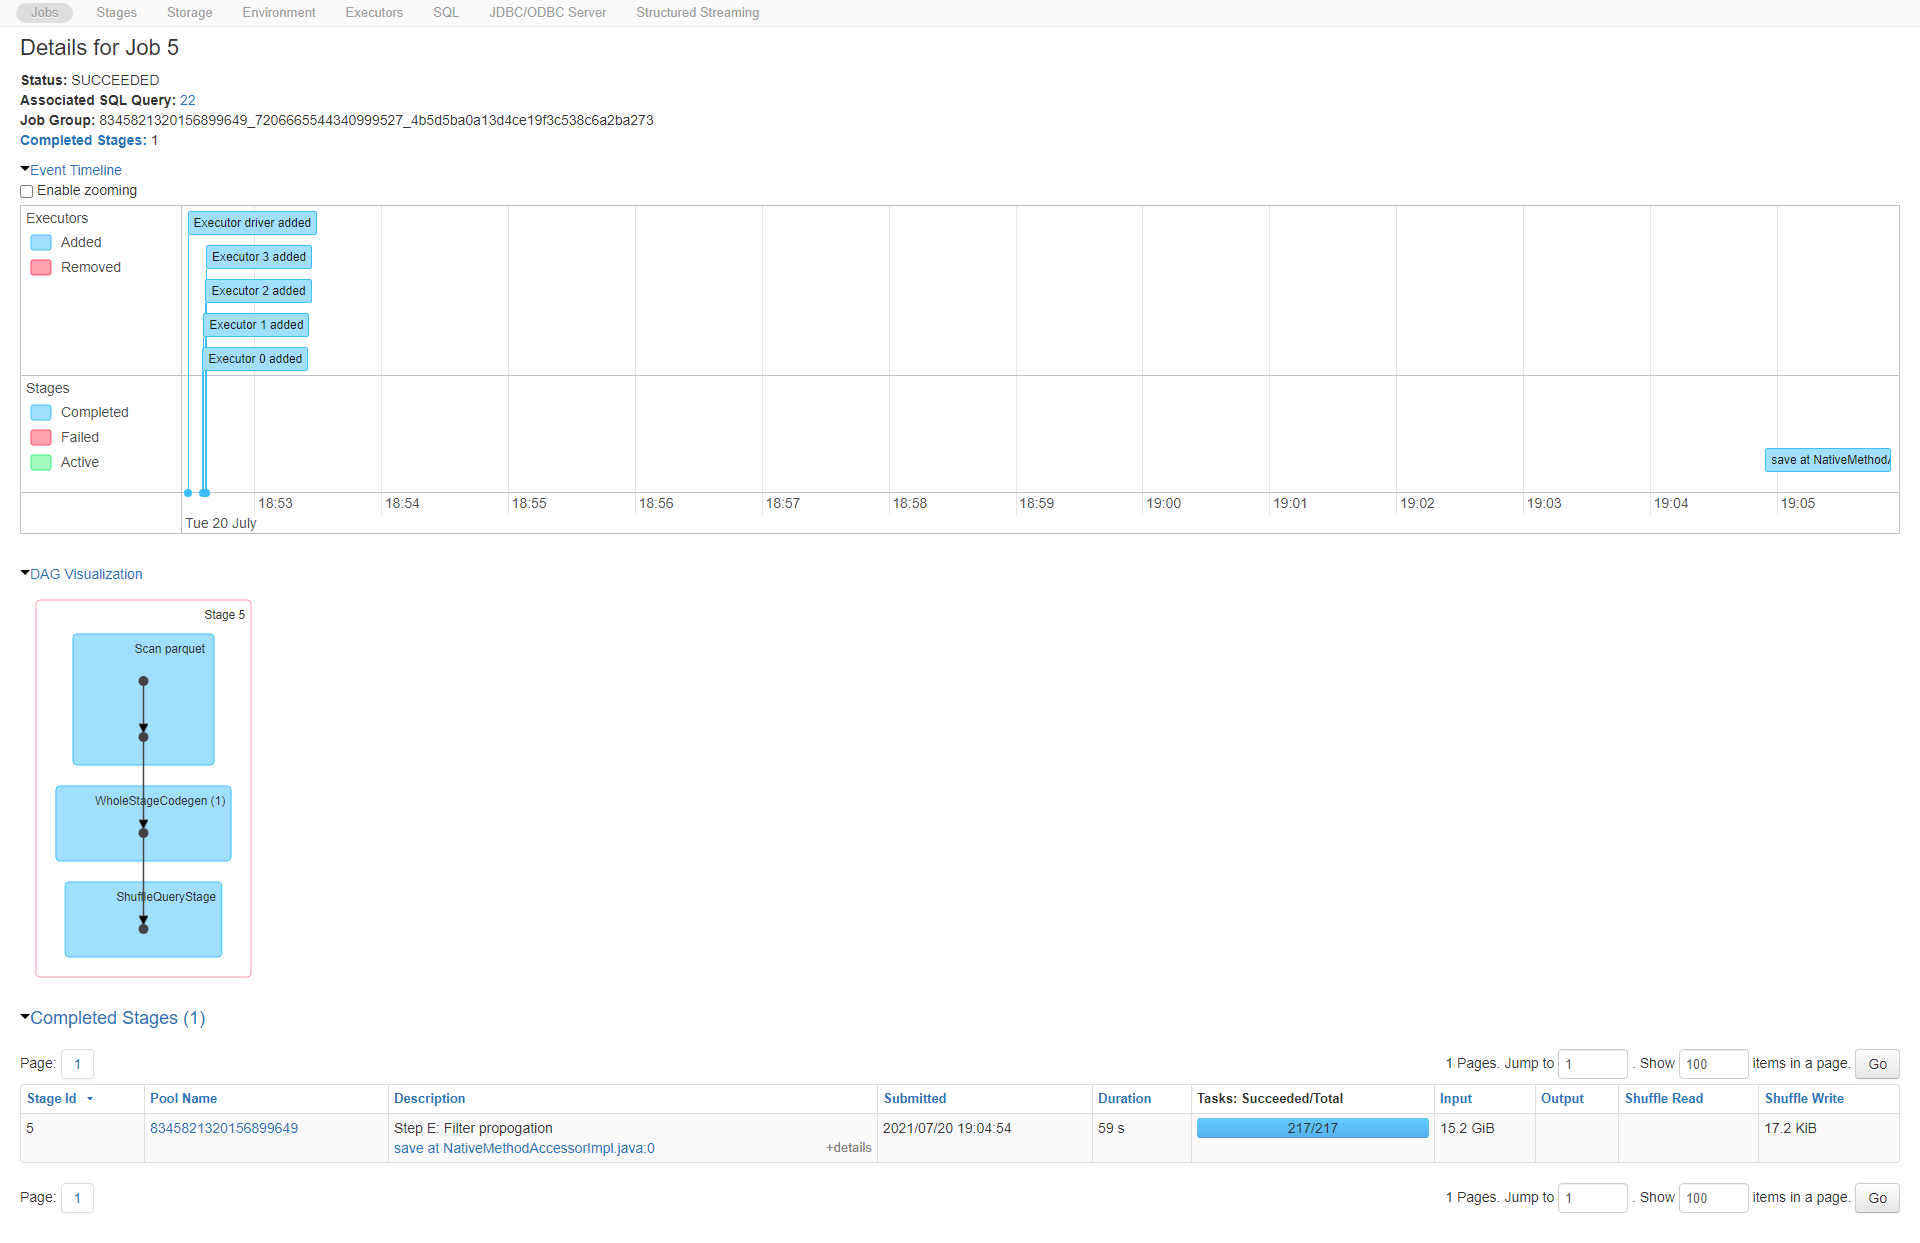 Jobs Stages Storage Environment Executors SQL JDBC/ODBC Server Structured Streaming
Details for Job 5
Status: SUCCEEDED
Associated SQL Query: 22
Job Group: 8345821320156899649_7206665544340999527_4b5d5ba0a13d4ce19f3c538c6a2ba273
Completed Stages: 1
Event Timeline
Enable zooming
Executors
Added
Removed
Executor driver added
Executor 3 added
Executor 2 added
Executor 1 added
Executor 0 added
Stages
Completed
Failed
Active
save at NativeMethodA
18:53 18:54 18:55 18:56 18:57 18:58 18:59 19:00 19:01 19:02 19:03 19:04 19:05
Tue 20 July
DAG Visualization
Stage 5
Scan parquet
WholeStageCodegen (1)
ShuffleQueryStage
Completed Stages (1)
Page: 1 1 Pages. Jump to 1 . Show 100 items in a page. Go
Stage Id Pool Name Description Submitted Duration Tasks: Succeeded/Total Input Output Shuffle Read Shuffle Write
5 8345821320156899649 Step E: Filter propogation 2021/07/20 19:04:54 59 s 217/217 15.2 GiB 17.2 KiB
save at NativeMethodAccessorImpl.java:0 +details
Page: 1 1 Pages. Jump to 1 . Show 100 items in a page. Go